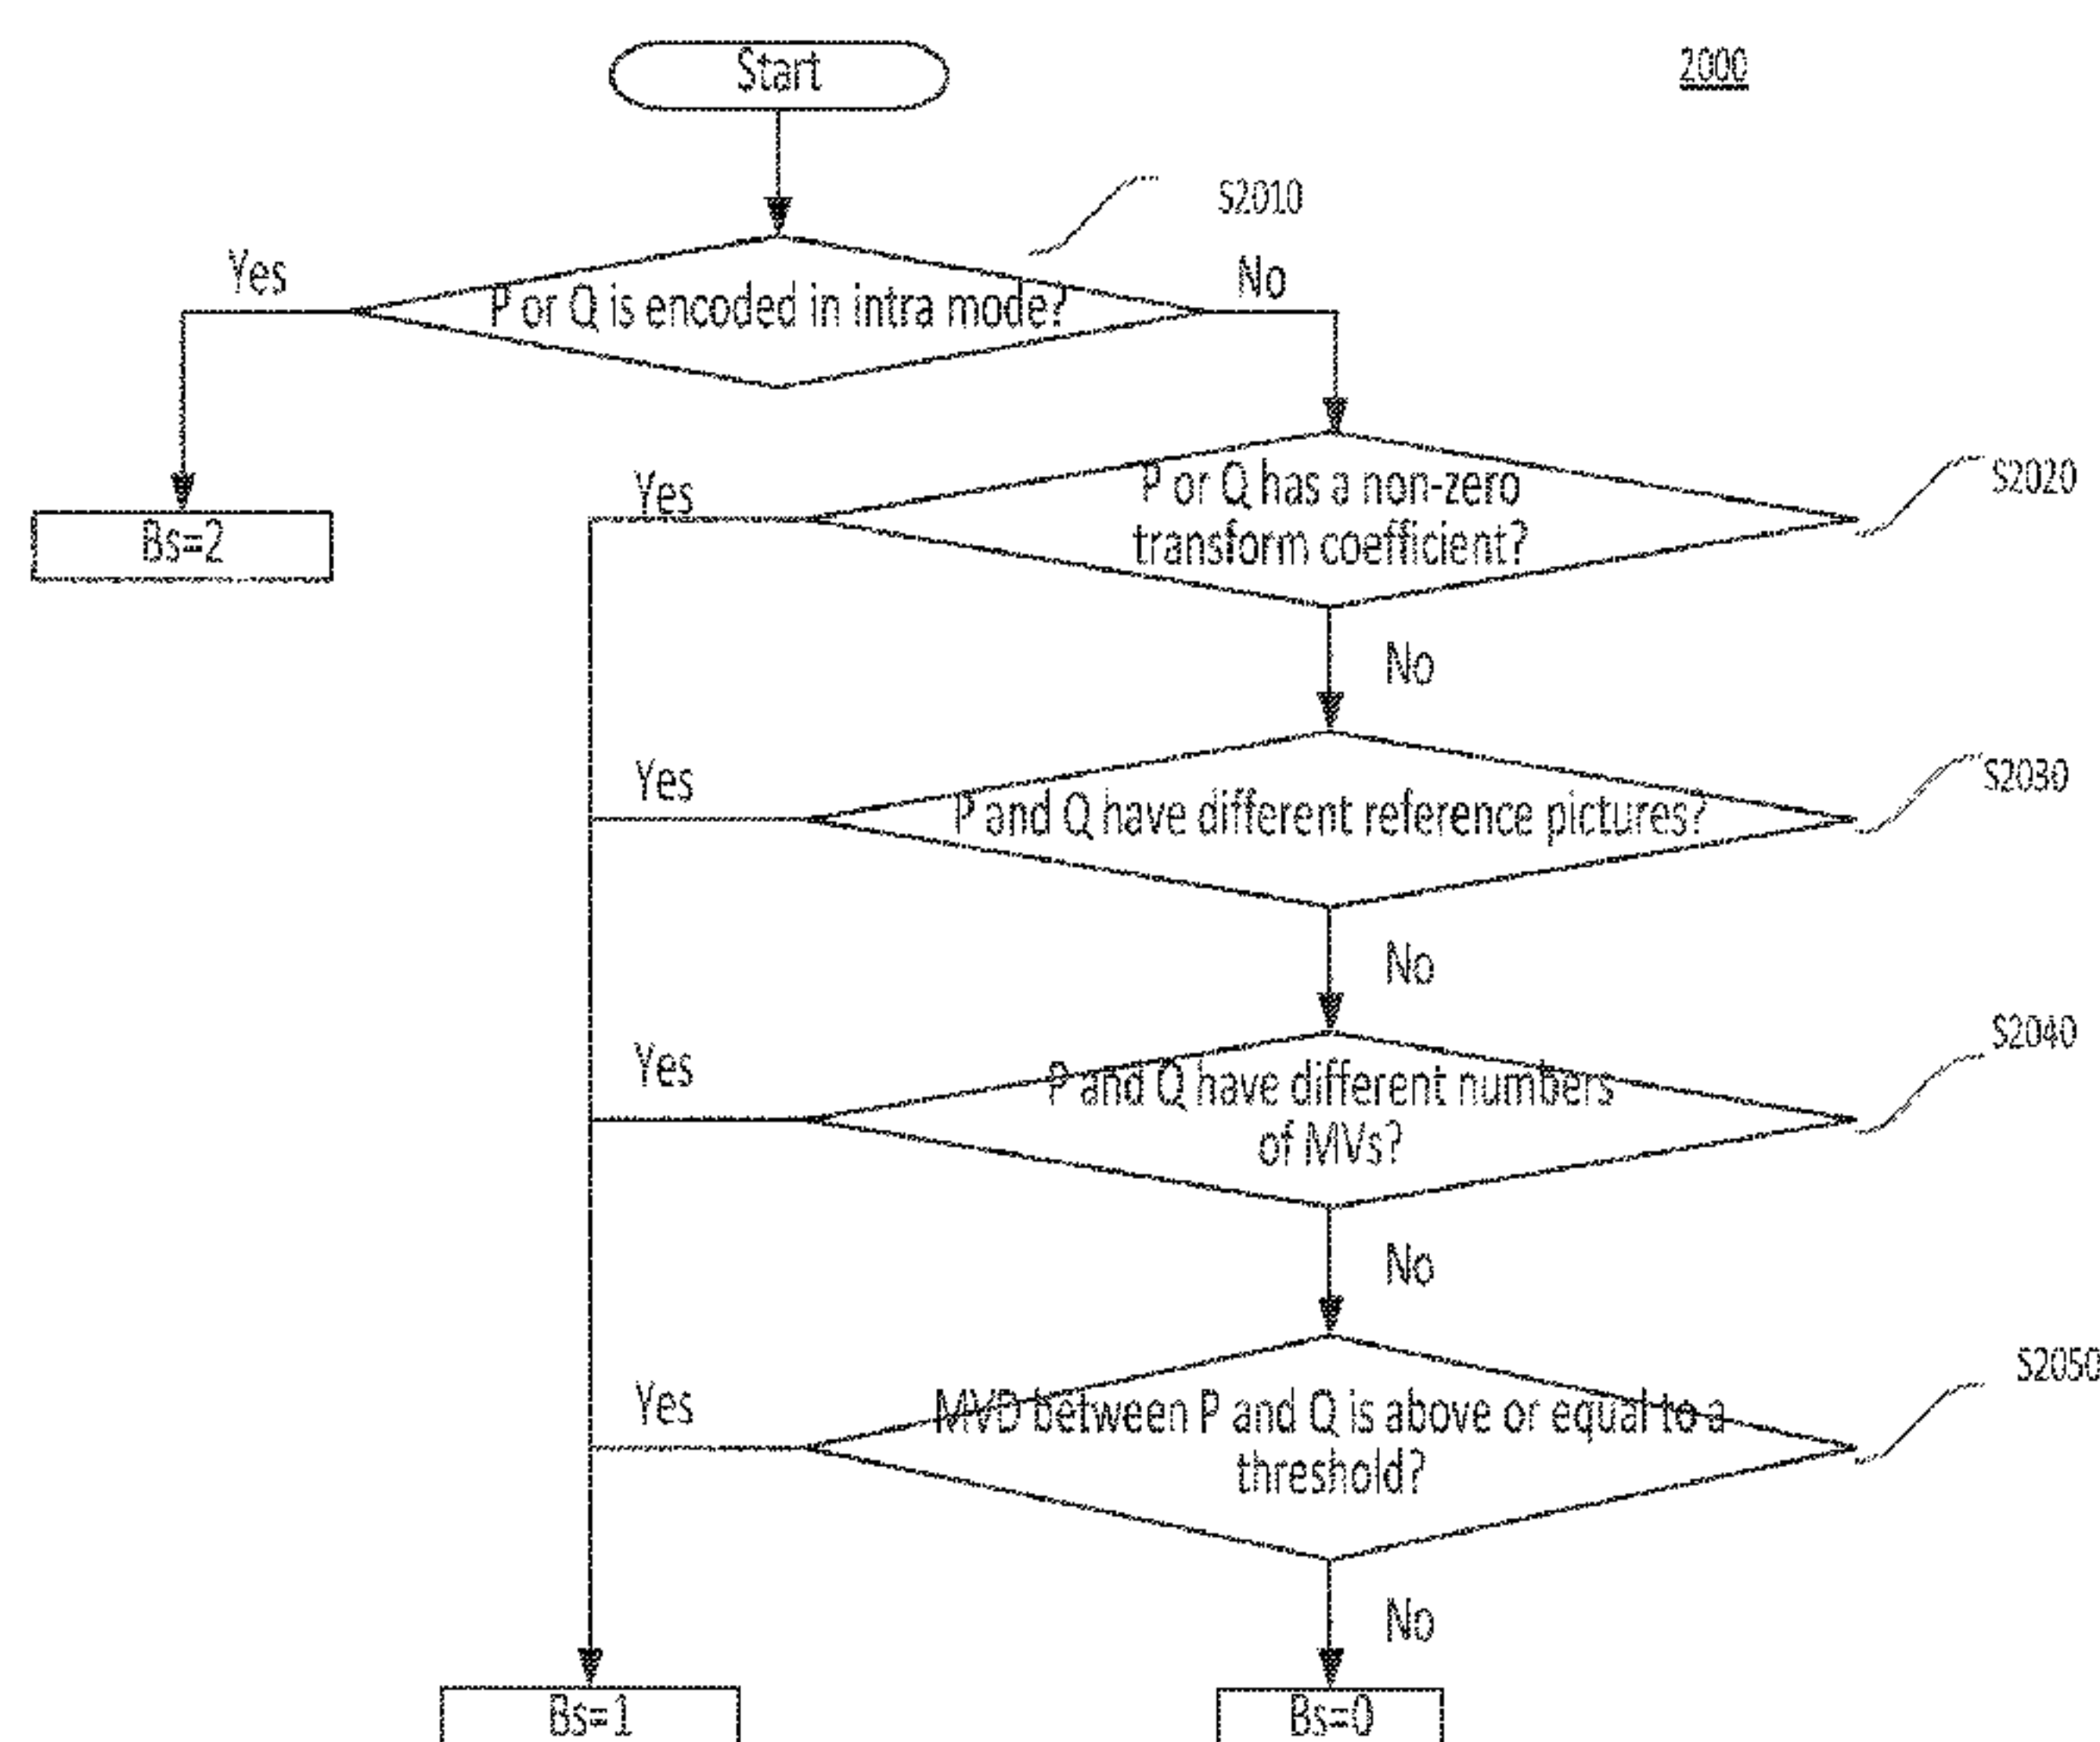 Start
2000
S2010
Yes
No
P or Q is encoded in intra mode?
Bs=2
Yes
P or Q has a non-zero
transform coefficient?
S2020
No
Yes
P and Q have different reference pictures?
S2030
No
Yes
P and Q have different numbers
of MVs?
S2040
No
Yes
MVD between P and Q is above or equal to a
threshold?
S2050
No
Bs=1
Bs=0